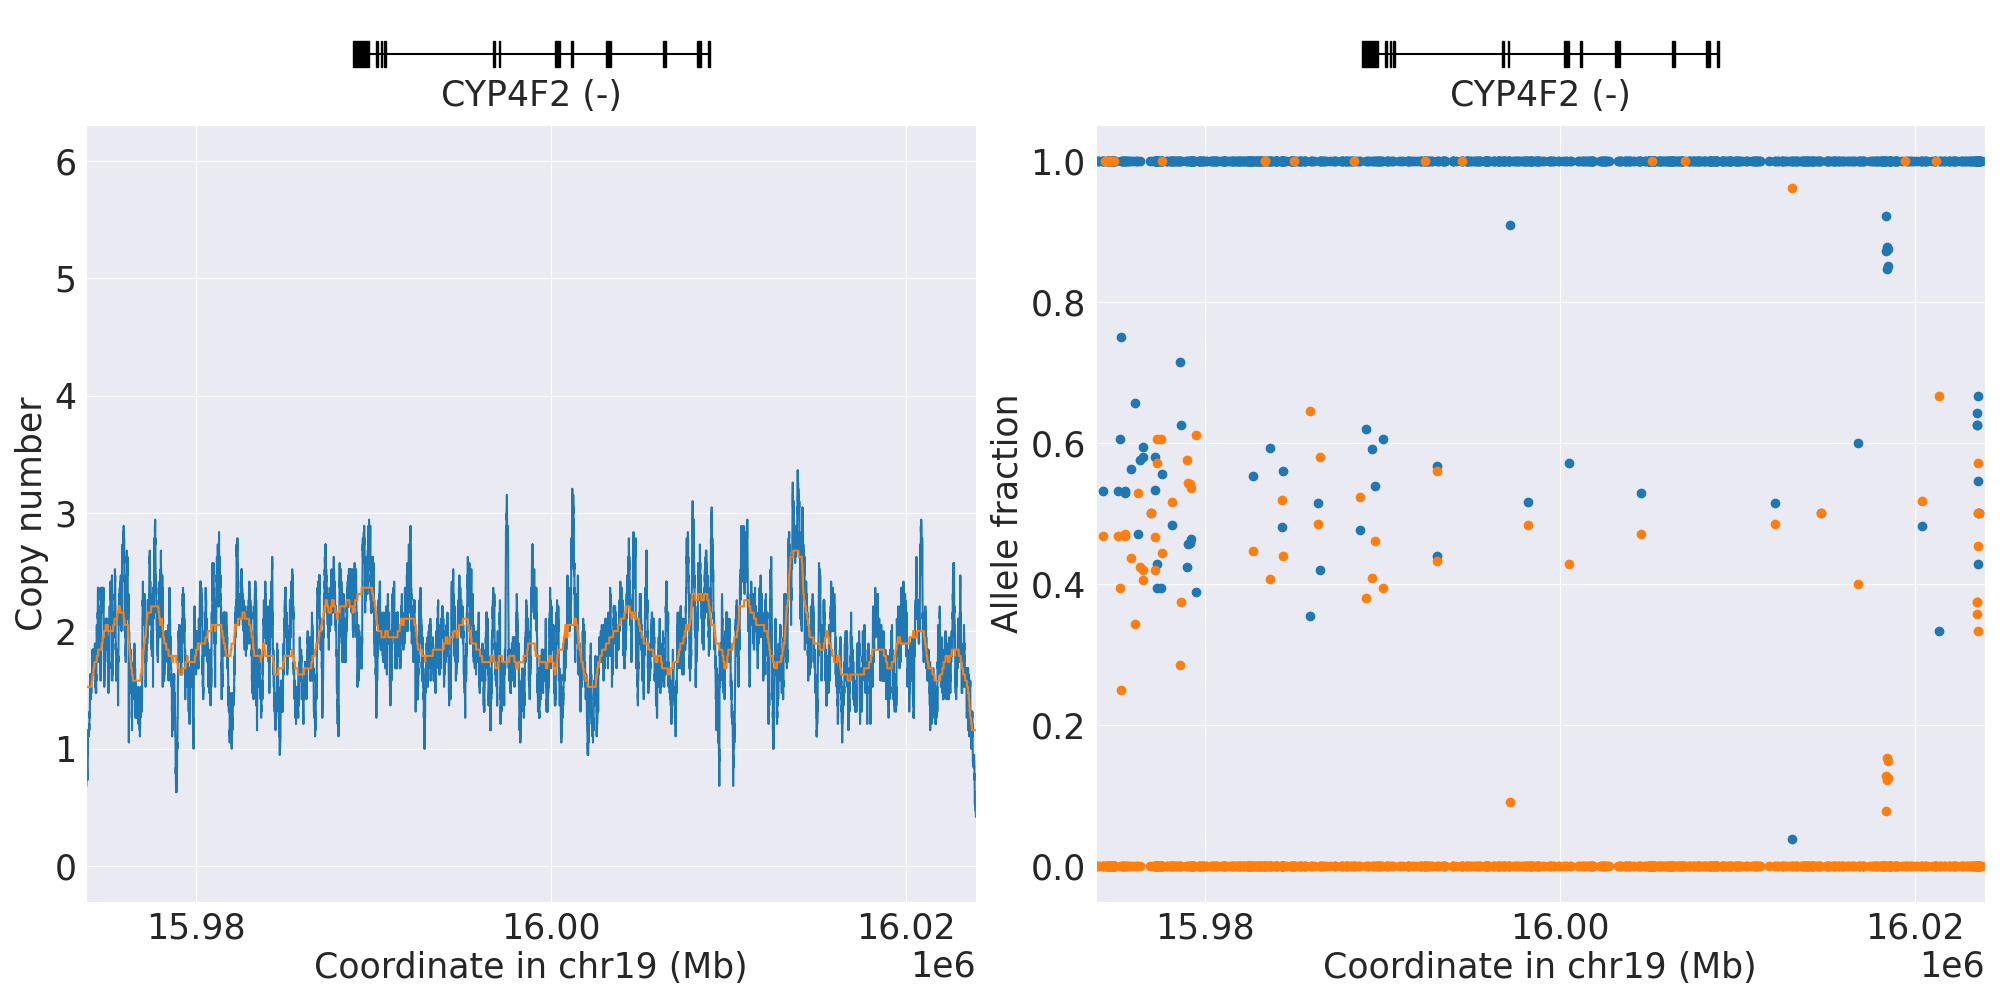 CYP4F2 (-)
6
5
4
3
2
1
0
Copy number
15.98
16.00
16.02
Coordinate in chr19 (Mb)
1e6
CYP4F2 (-)
1.0
0.8
0.6
0.4
0.2
0.0
Allele fraction
15.98
16.00
16.02
Coordinate in chr19 (Mb)
1e6